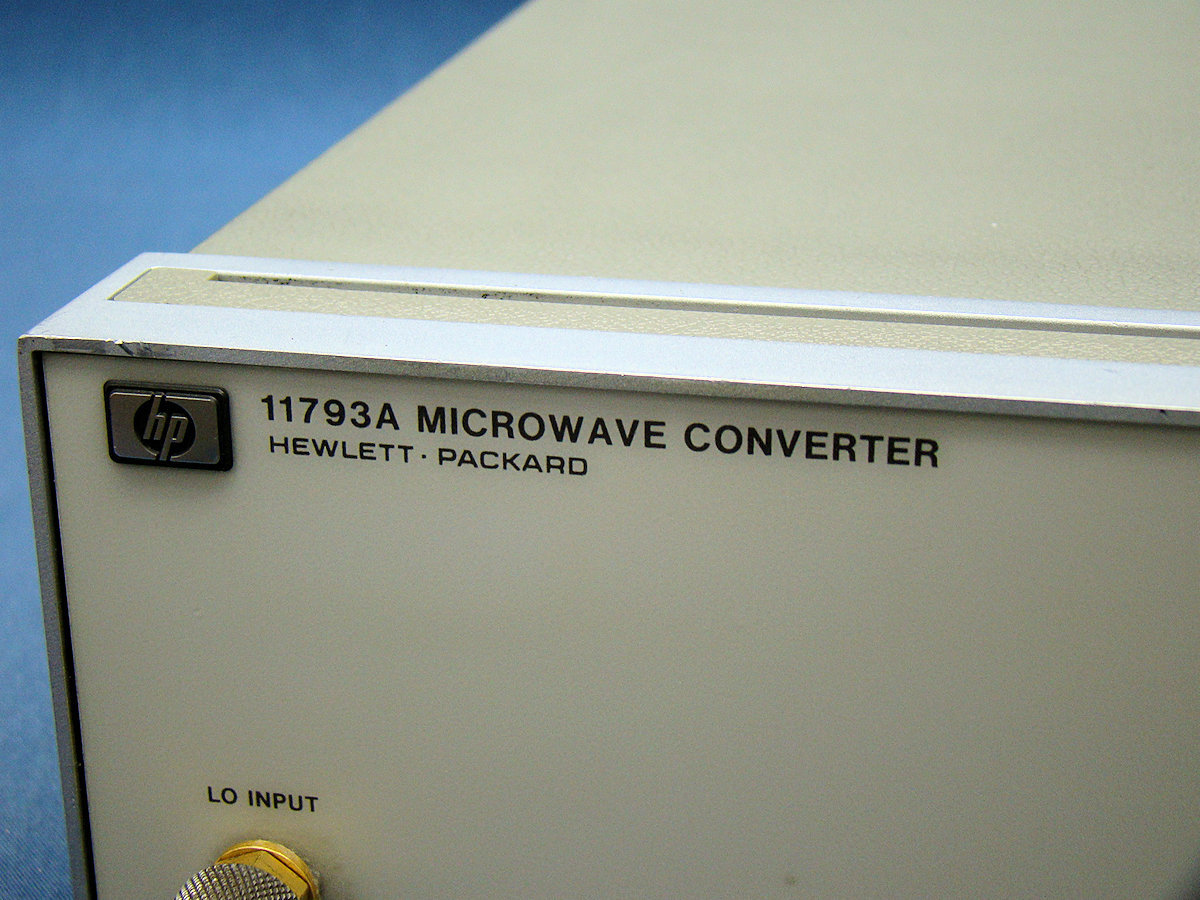 hp
11793A MICROWAVE CONVERTER
HEWLETT · PACKARD
LO INPUT